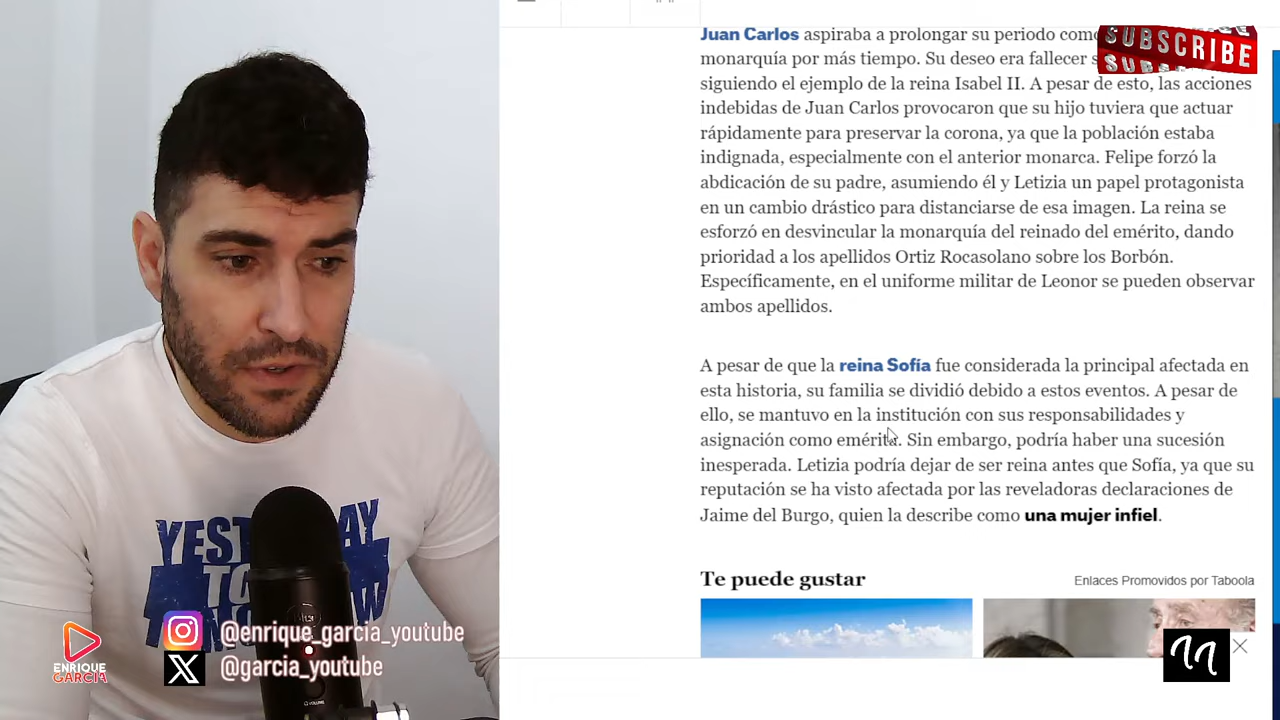 Juan Carlos aspiraba a prolongar su periodo com
monarquía por más tiempo. Su deseo era fallecer s
siguiendo el ejemplo de la reina Isabel II. A pesar de esto, las acciones
indebidas de Juan Carlos provocaron que su hijo tuviera que actuar
rápidamente para preservar la corona, ya que la población estaba
indignada, especialmente con el anterior monarca. Felipe forzó la
abdicación de su padre, asumiendo él y Letizia un papel protagonista
en un cambio drástico para distanciarse de esa imagen. La reina se
esforzó en desvincular la monarquía del reinado del emérito, dando
prioridad a los apellidos Ortiz Rocasolano sobre los Borbón.
Específicamente, en el uniforme militar de Leonor se pueden observar
ambos apellidos.
A pesar de que la reina Sofía fue considerada la principal afectada en
esta historia, su familia se dividió debido a estos eventos. A pesar de
ello, se mantuvo en la institución con sus responsabilidades y
asignación como emérita. Sin embargo, podría haber una sucesión
inesperada. Letizia podría dejar de ser reina antes que Sofía, ya que su
reputación se ha visto afectada por las reveladoras declaraciones de
Jaime del Burgo, quien la describe como una mujer infiel.
Te puede gustar
Enlaces Promovidos por Taboola
SUBSCRIBE
YESTERDAY
TO
NOW
@enrique_garcia_youtube
@garcia_youtube
ENRIQUE
GARCIA